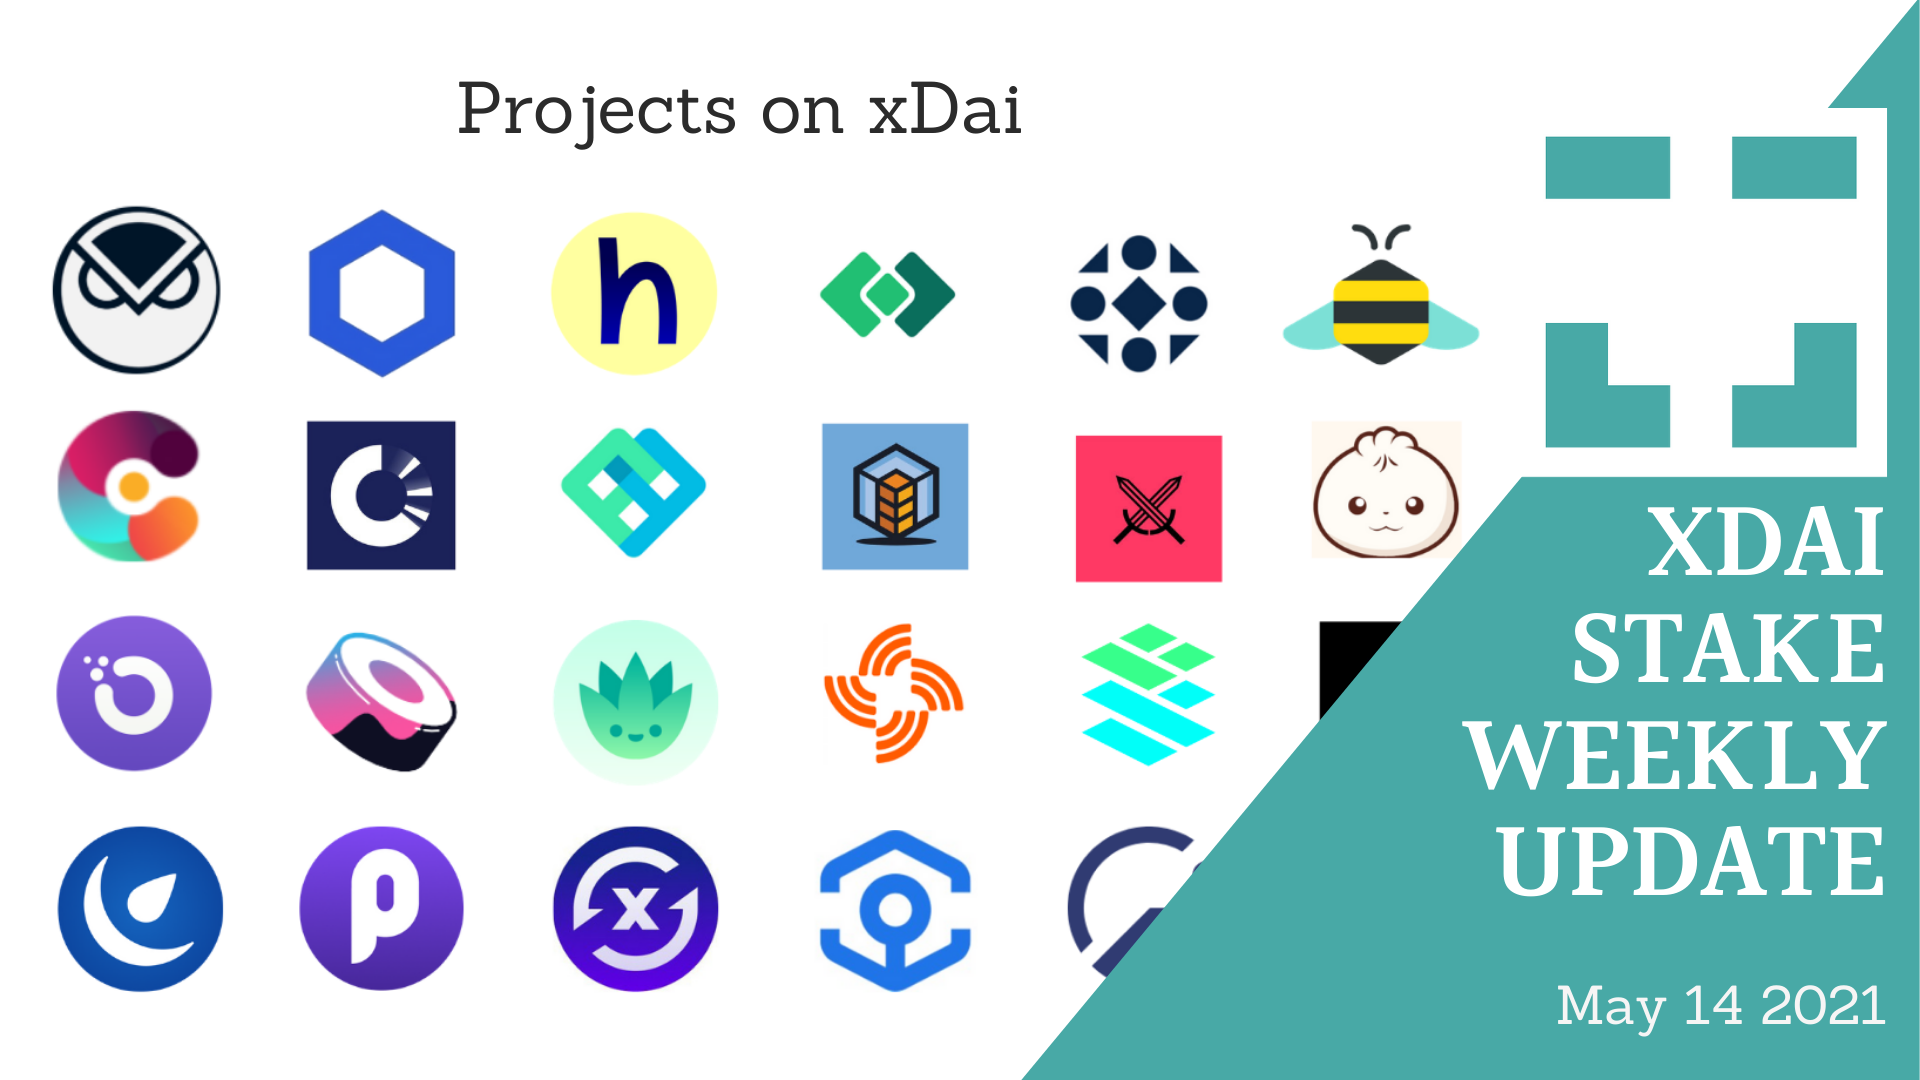 Projects on xDai
h
x
XDAI
STAKE
WEEKLY
UPDATE
May 14 2021